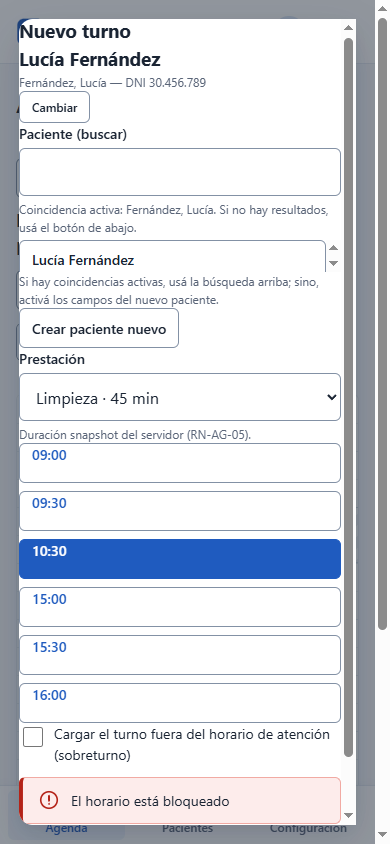 Nuevo turno
Lucía Fernández
Fernández, Lucía — DNI 30.456.789
Cambiar
Paciente (buscar)
Coincidencia activa: Fernández, Lucía. Si no hay resultados,
usá el botón de abajo.
Lucía Fernández
Si hay coincidencias activas, usá la búsqueda arriba; sino,
activá los campos del nuevo paciente.
Crear paciente nuevo
Prestación
Limpieza · 45 min
Duración snapshot del servidor (RN-AG-05).
09:00
09:30
10:30
15:00
15:30
16:00
Cargar el turno fuera del horario de atención
(sobreturno)
El horario está bloqueado
Agenda
Pacientes
Configuración